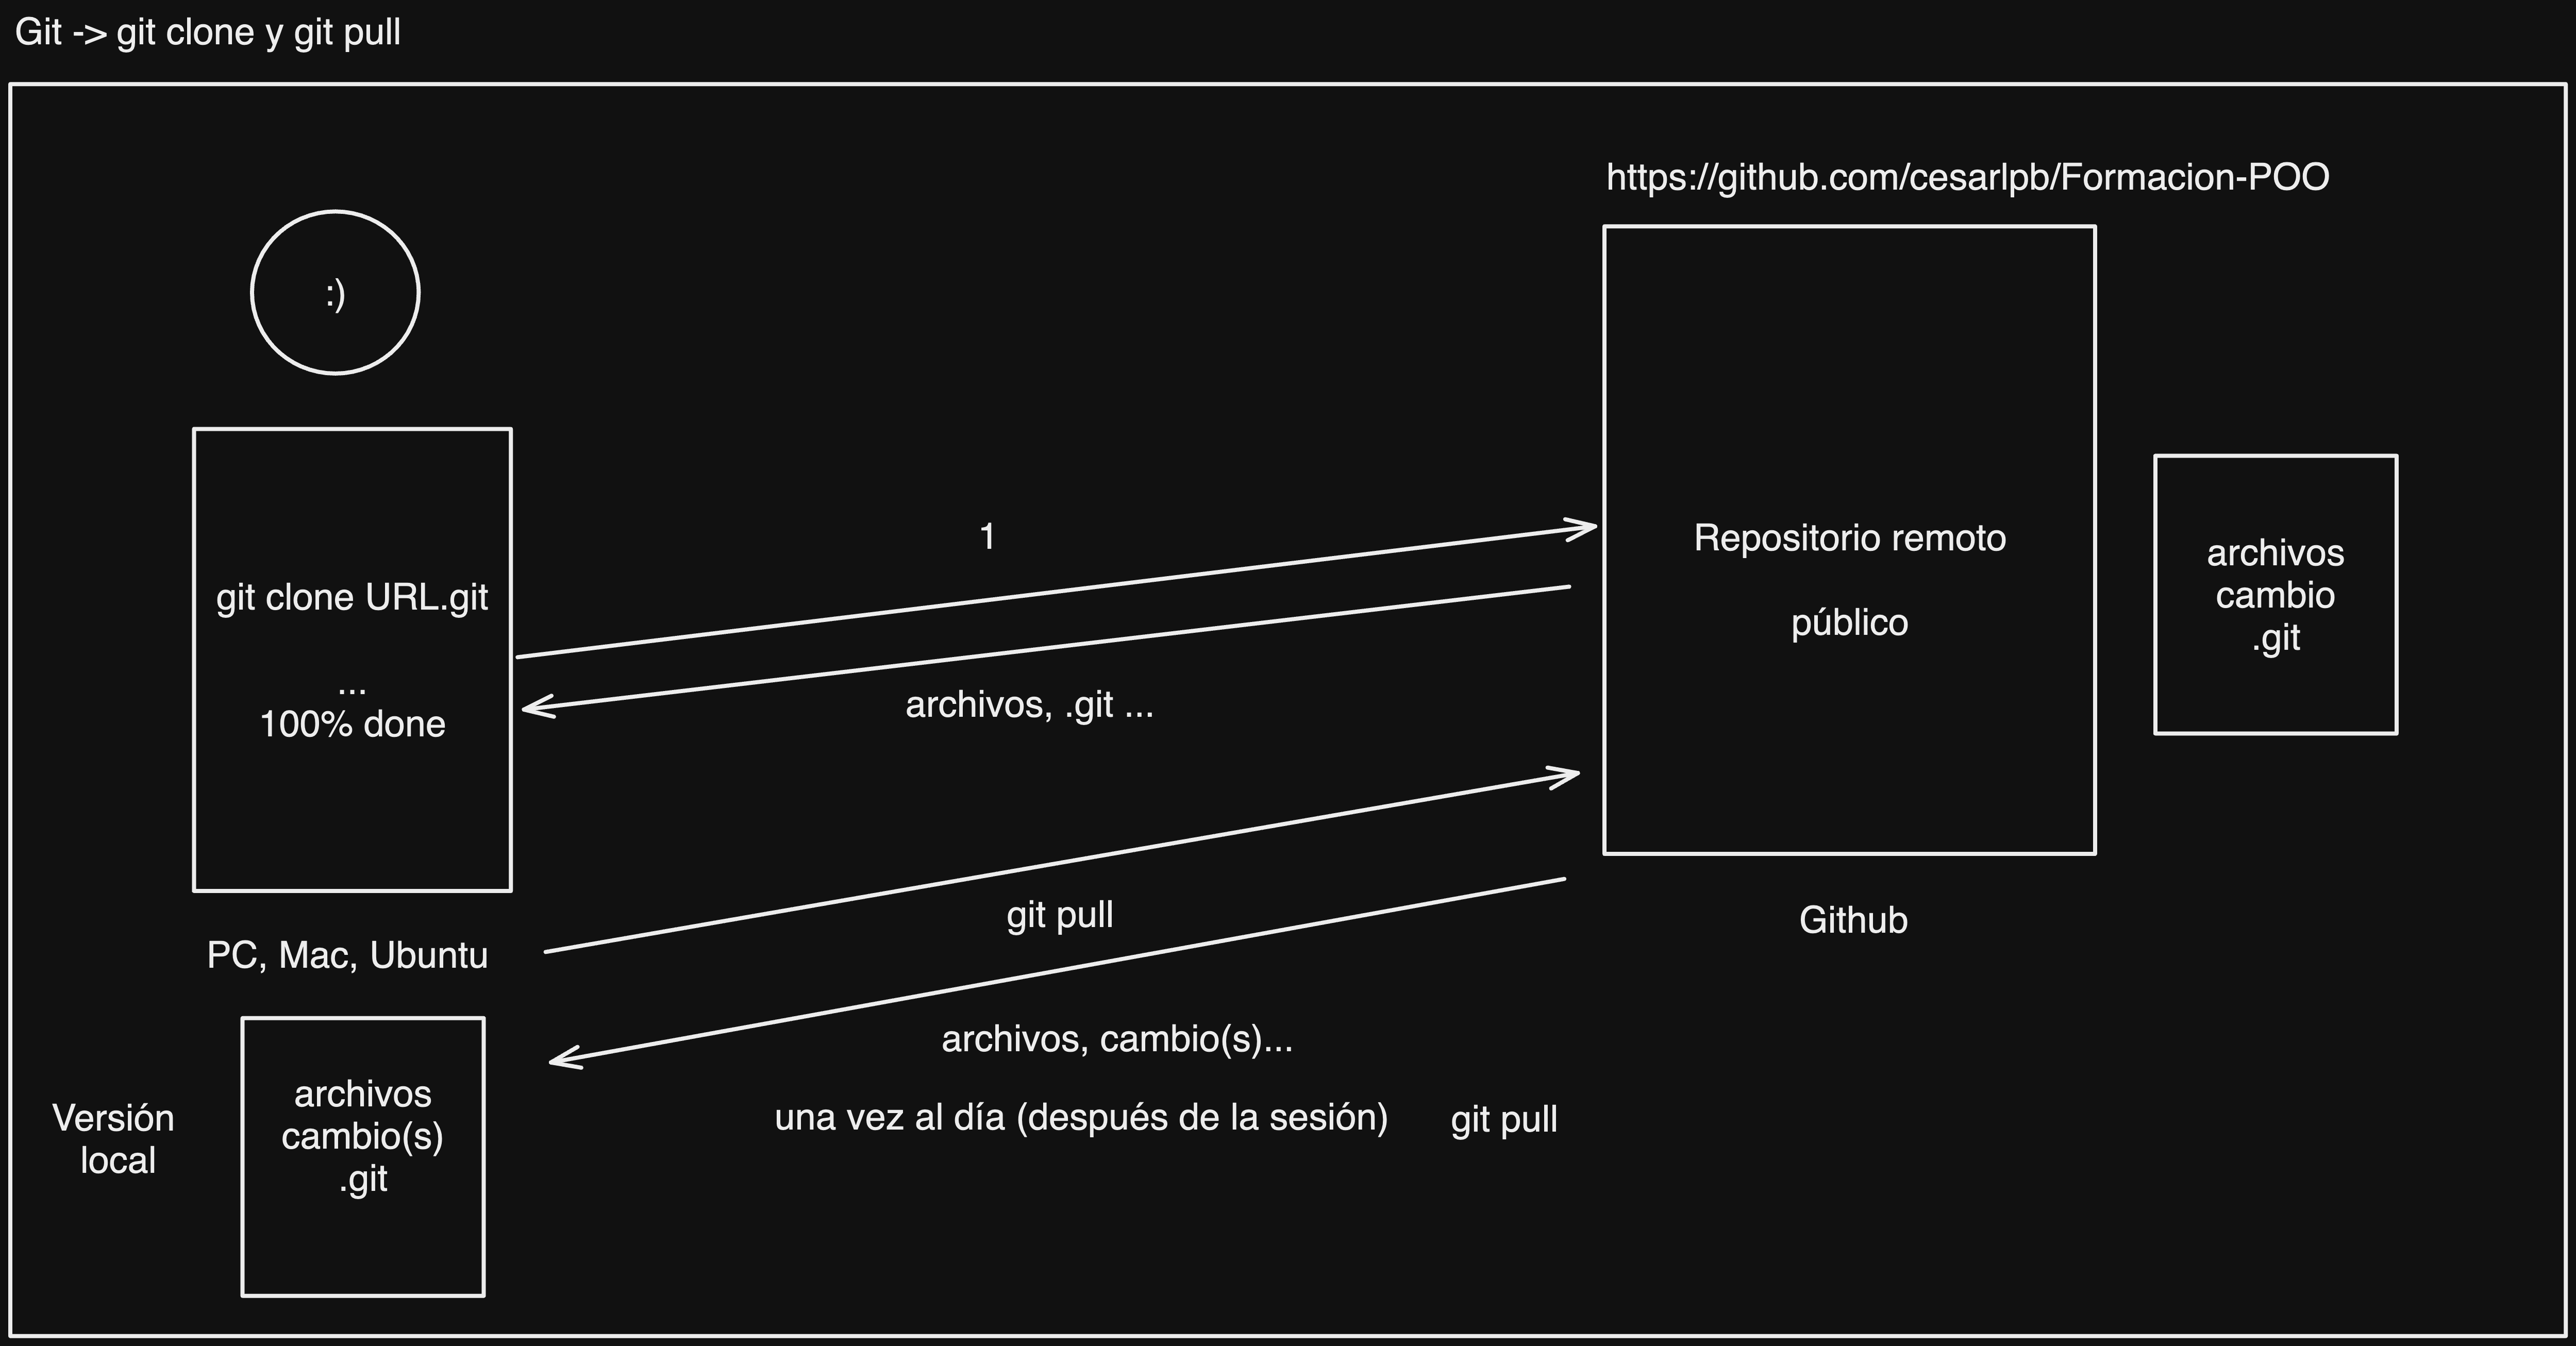 Git -> git clone y git pull
https://github.com/cesarlpb/Formacion-POO
:)
git clone URL.git
...
100% done
PC, Mac, Ubuntu
1
archivos, .git ...
Repositorio remoto
público
Github
archivos
cambio
.git
git pull
archivos, cambio(s)...
una vez al día (después de la sesión)
git pull
Versión
local
archivos
cambio(s)
.git